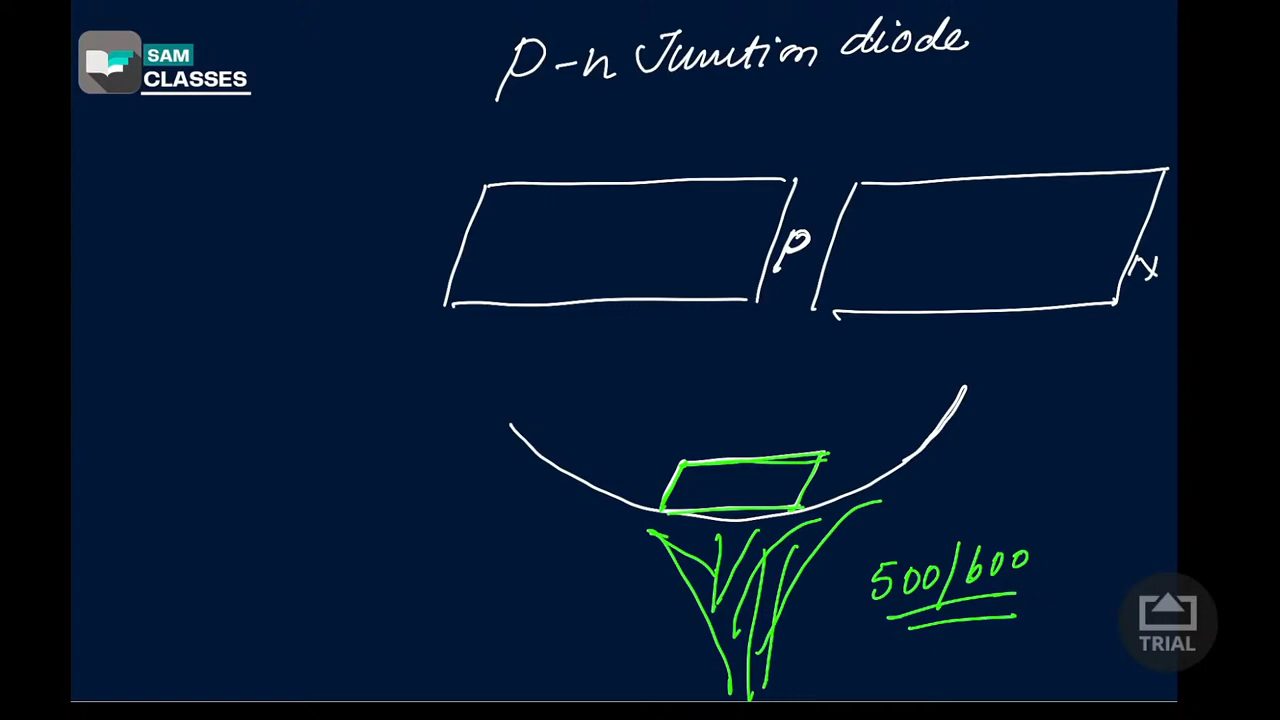 SAM
CLASSES
p-n Junction diode
P
N
500/600
TRIAL